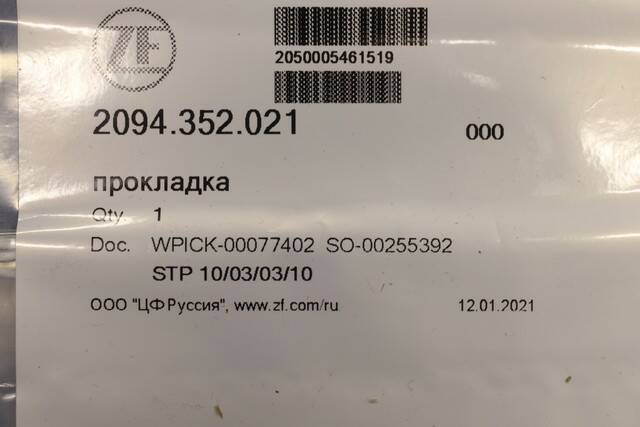 ZF
2050005461519
2094.352.021 000
прокладка
Qty. 1
Doc. WPICK-00077402 SO-00255392
STP 10/03/03/10
ООО "ЦФ Руссия", www.zf.com/ru 12.01.2021